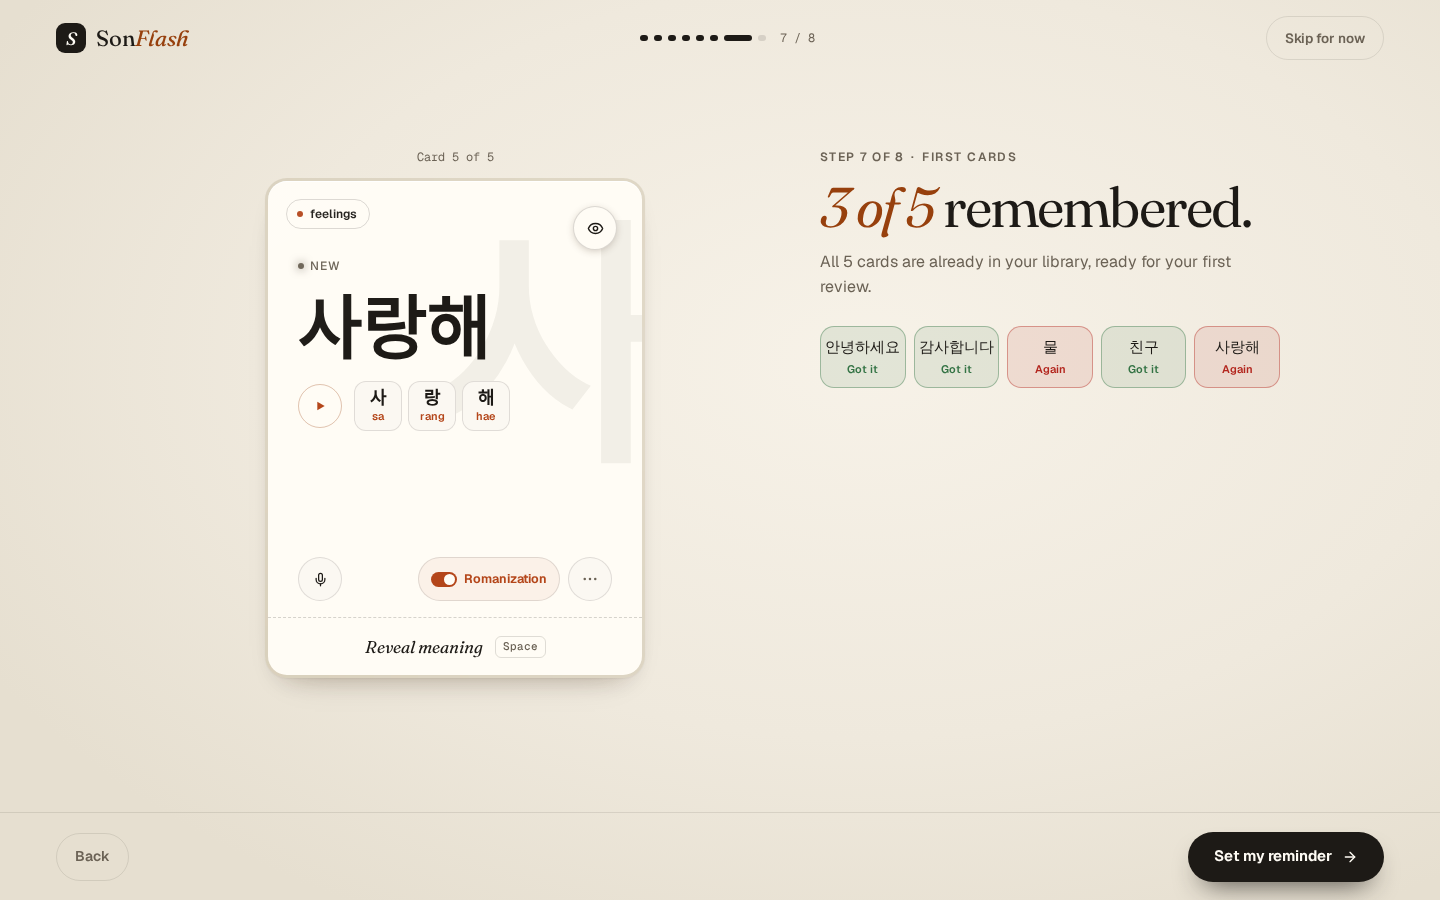 S SonFlash
7 / 8
Skip for now
Card 5 of 5
feelings
NEW
사
사랑해
사 랑 해
sa rang hae
Romanization
Reveal meaning Space
STEP 7 OF 8 · FIRST CARDS
3 of 5 remembered.
All 5 cards are already in your library, ready for your first
review.
안녕하세요 감사합니다 물 친구 사랑해
Got it Got it Again Got it Again
Back
Set my reminder